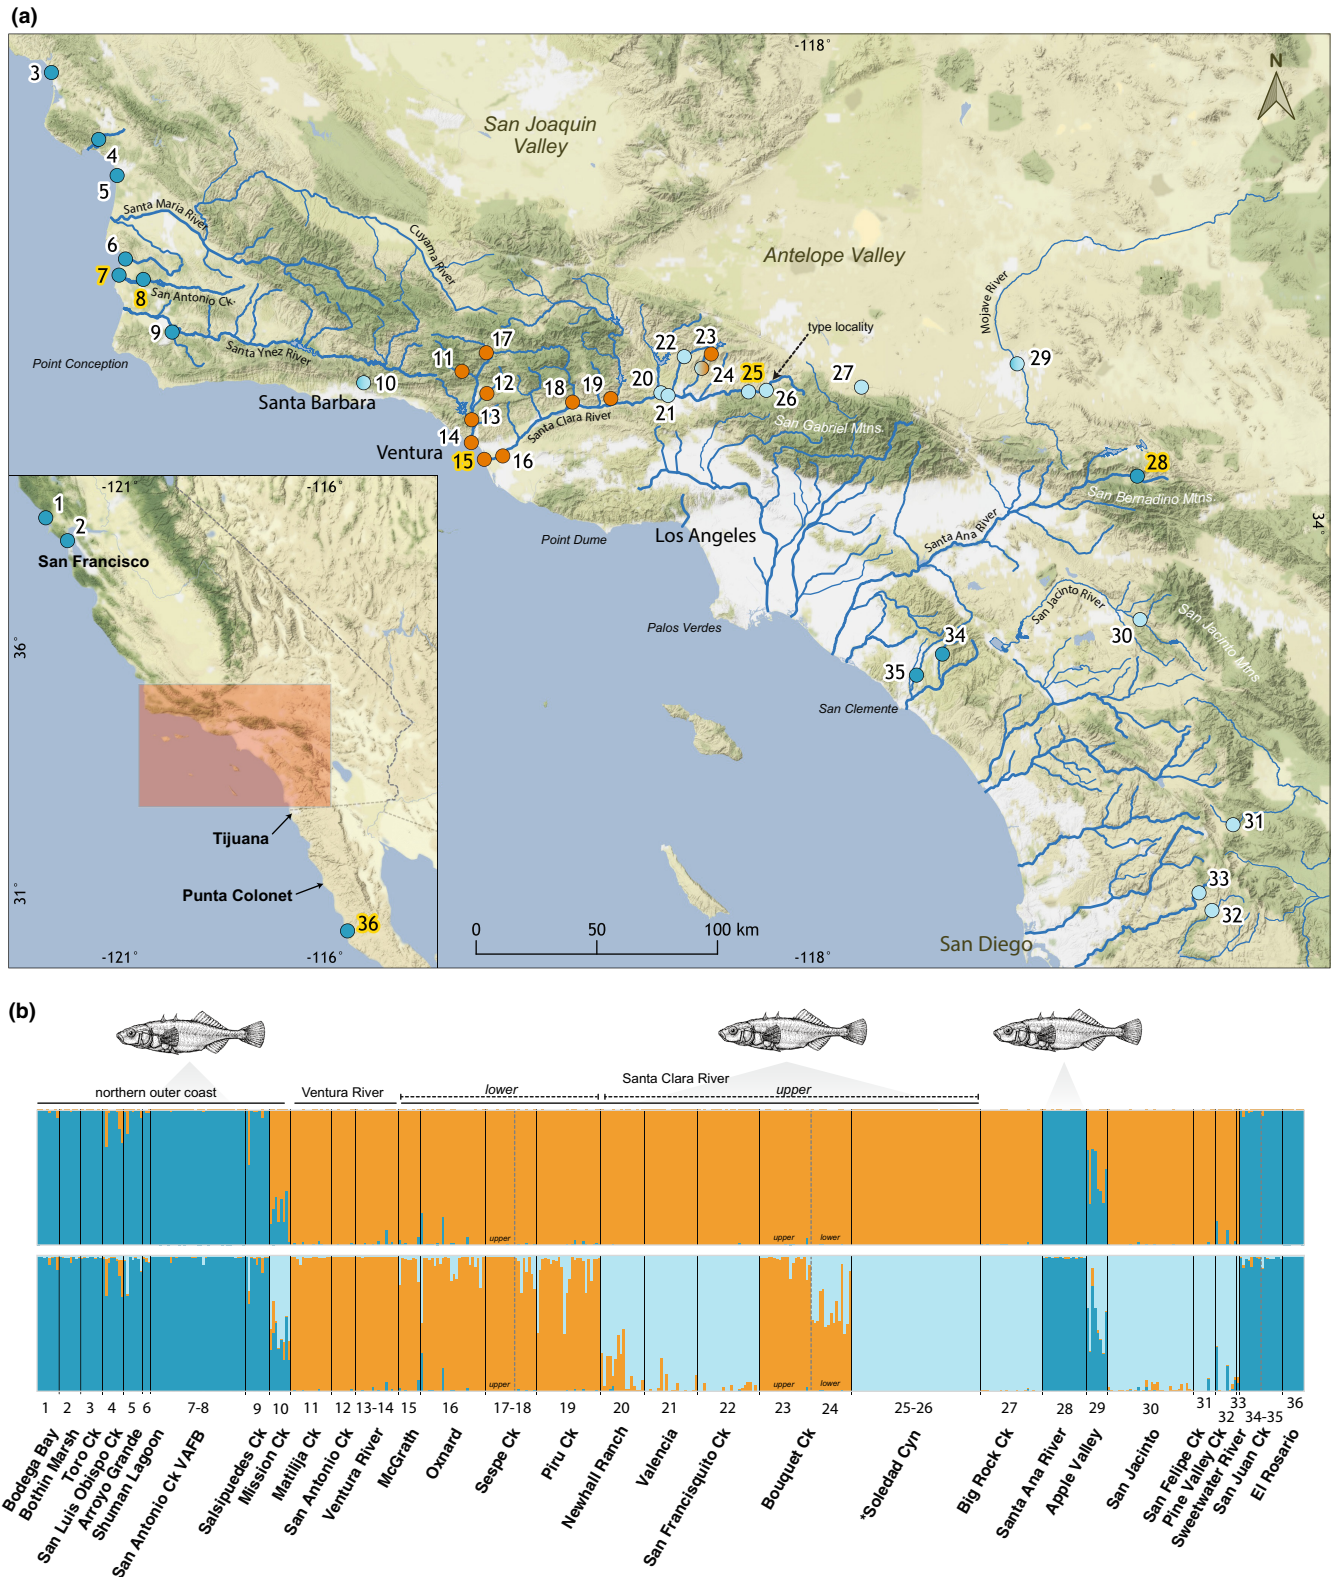 (a)
-118°
N
3
San Joaquin
Valley
4
5
Santa Maria River
Cuyama River
6
Antelope Valley
7
8
San Antonio Ck.
Mojave River
type locality
9
Santa Ynez River
17
22
23
11
Point Conception
10
12
20
24
25
27
29
Santa Barbara
18
19
21
26
13
Santa Clara River
San Gabriel Mtns.
14
Ventura
15
16
28
San Bernadino Mtns.
-121°
-116°
1
2
San Francisco
Point Dume
Los Angeles
Santa Ana River
34°
San Jacinto River
San Jacinto Mtns
30
Palos Verdes
34
36°
35
San Clemente
31
Tijuana
33
32
31°
Punta Colonet
36
0
50
100 km
San Diego
-121°
-116°
-118°
(b)
northern outer coast
Ventura River
Santa Clara River
lower
upper
upper
upper
lower
upper
upper
lower
1 2 3 4 5 6 7-8 9 10 11 12 13-14 15 16 17-18 19 20 21 22 23 24 25-26 27 28 29 30 31 32 33 34-35 36
Bodega Bay
Bothin Marsh
Toro Ck
San Luis Obispo Ck
Arroyo Grande
Shuman Lagoon
San Antonio Ck VAFB
Salsipuedes Ck
Mission Ck
Matilija Ck
San Antonio Ck
Ventura River
McGrath
Oxnard
Sespe Ck
Piru Ck
Newhall Ranch
Valencia
San Francisquito Ck
Bouquet Ck
*Soledad Cyn
Big Rock Ck
Santa Ana River
Apple Valley
San Jacinto
San Felipe Ck
Pine Valley Ck
Sweetwater River
San Juan Ck
El Rosario